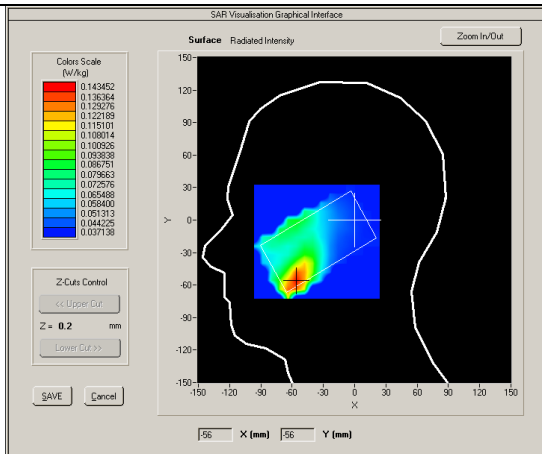 SAR Visualisation Graphical Interface
Surface Radiated Intensity
Zoom In/Out
Colors Scale
(W/kg)
0.143452
0.136364
0.129276
0.122189
0.115101
0.108014
0.100926
0.093838
0.086751
0.079663
0.072576
0.065488
0.058400
0.051313
0.044225
0.037138
Z-Cuts Control
<< Upper Cut
Z = 0.2 mm
Lower Cut >>
SAVE
Cancel
150-
120-
90-
60-
30-
0-
-30-
-60-
-90-
-120-
-150-
Y
-150 -120 -90 -60 -30 0 30 60 90 120 150
X
-56 X (mm) -56 Y (mm)